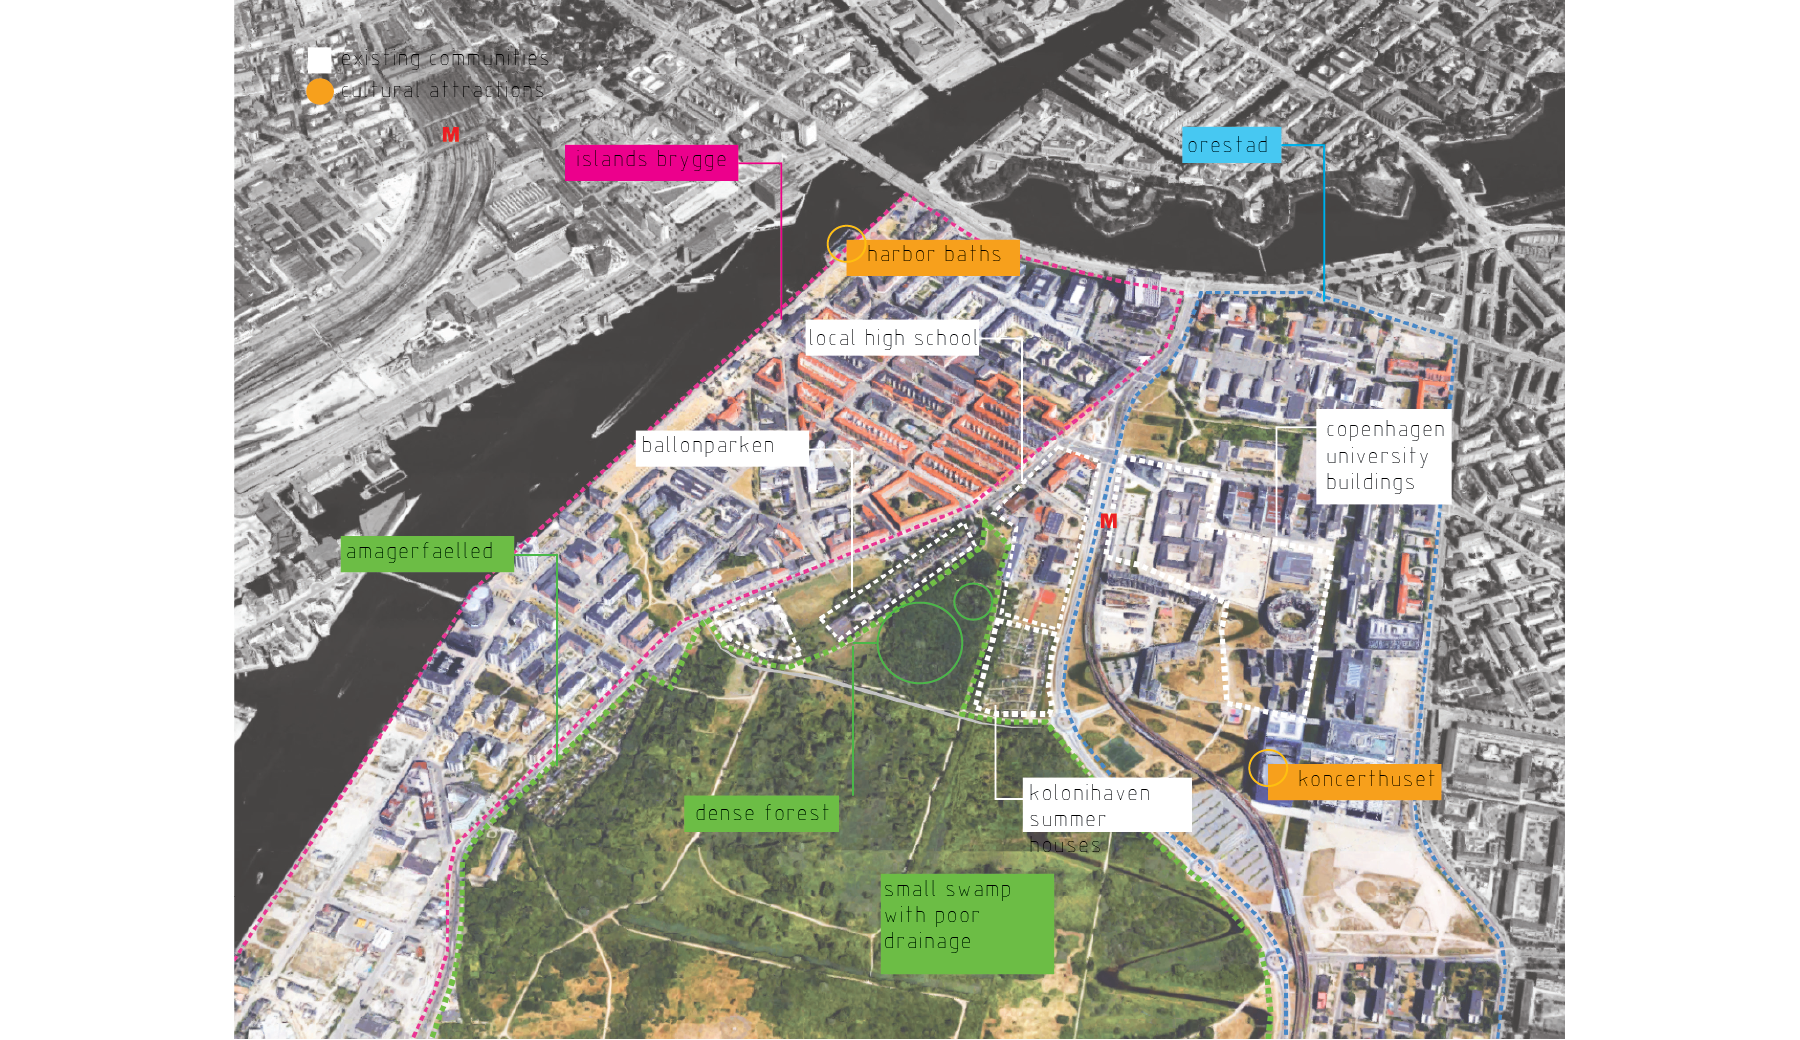 existing communities
cultural attractions
M
islands brygge
orestad
harbor baths
local high school
ballonparken
copenhagen
university
buildings
M
amagerfaelled
koncerthuset
dense forest
kolonihaven
summer
houses
small swamp
with poor
drainage